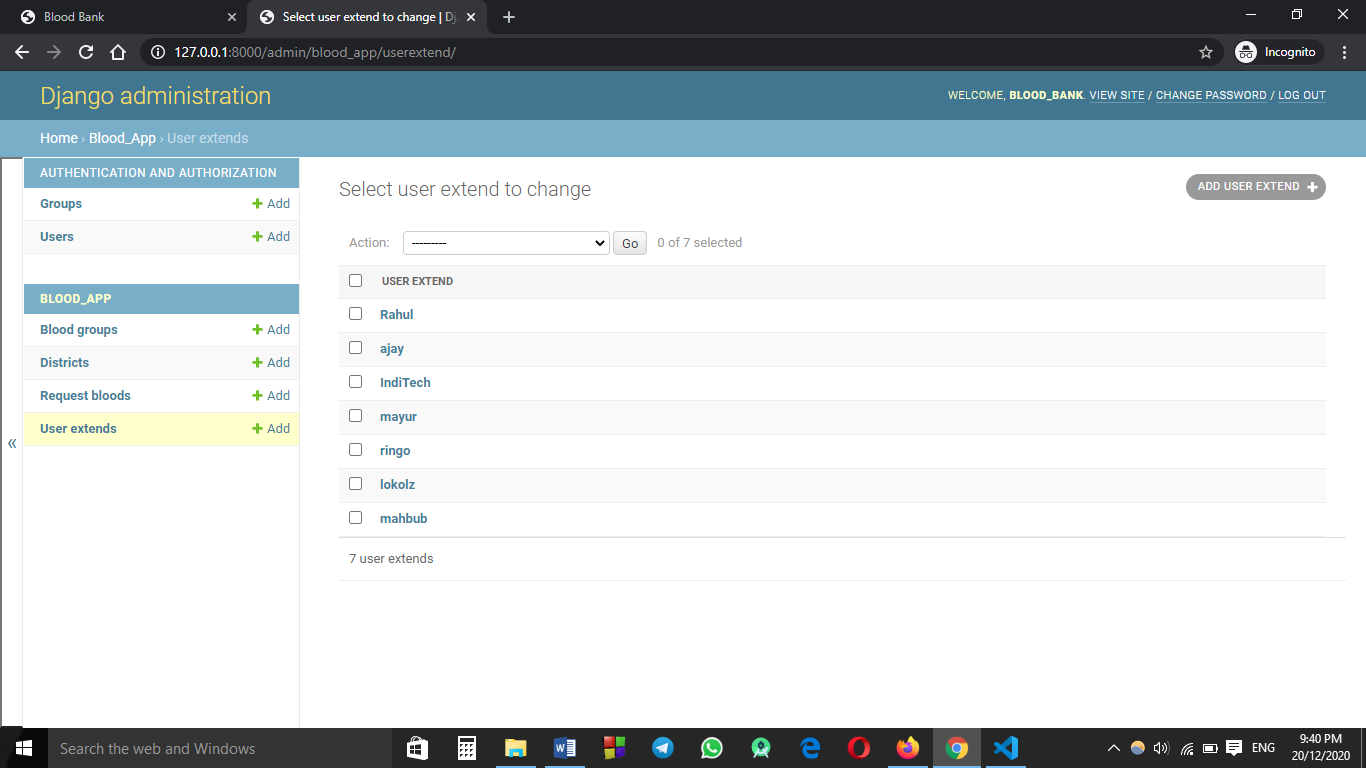 Blood Bank
Select user extend to change | Dj
127.0.0.1:8000/admin/blood_app/userextend/
Incognito
Django administration
WELCOME, BLOOD_BANK. VIEW SITE / CHANGE PASSWORD / LOG OUT
Home › Blood_App › User extends
AUTHENTICATION AND AUTHORIZATION
Groups Add
Users Add
BLOOD_APP
Blood groups Add
Districts Add
Request bloods Add
User extends Add
«
Select user extend to change
ADD USER EXTEND +
Action: --------- Go 0 of 7 selected
USER EXTEND
Rahul
ajay
IndiTech
mayur
ringo
lokolz
mahbub
7 user extends
Search the web and Windows
ENG
9:40 PM
20/12/2020